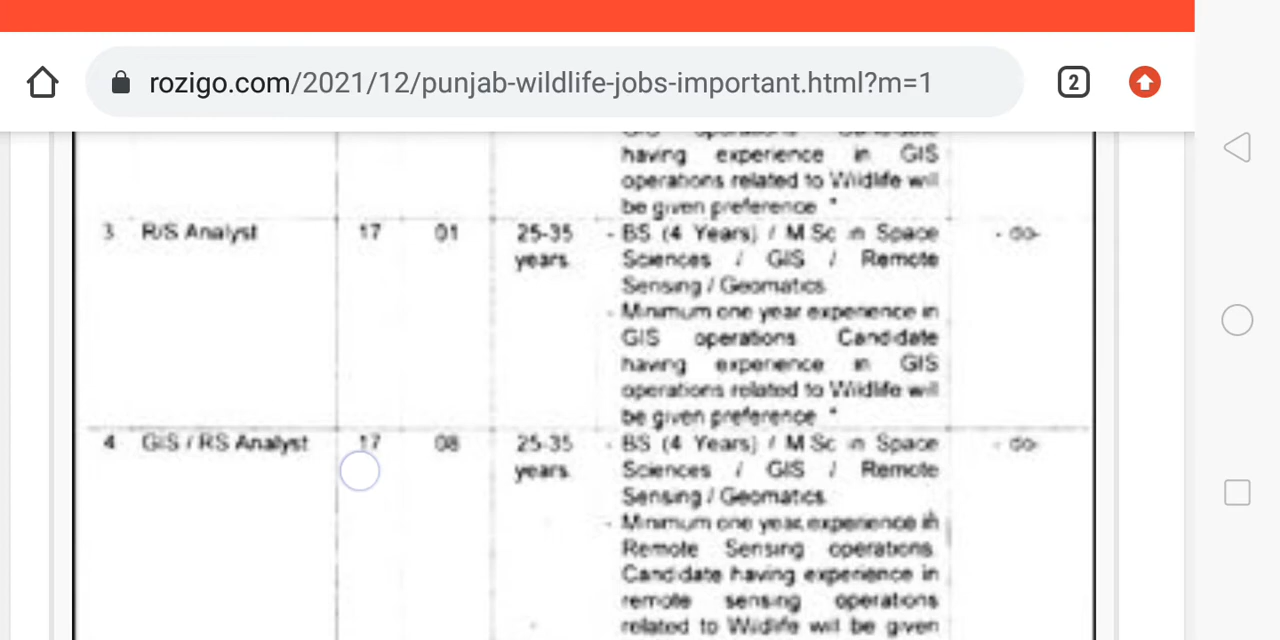 rozigo.com/2021/12/punjab-wildlife-jobs-important.html?m=1
2
GIS operations Candidate
having experience in GIS
operations related to Wildlife will
be given preference *
3 R/S Analyst 17 01 25-35 - BS (4 Years) / M Sc in Space - do-
years Sciences / GIS / Remote
Sensing / Geomatics
- Minimum one year experience in
GIS operations Candidate
having experience in GIS
operations related to Wildlife will
be given preference *
4 GIS / RS Analyst 17 08 25-35 - BS (4 Years) / M Sc in Space - do-
years Sciences / GIS / Remote
Sensing / Geomatics
- Minimum one year experience in
Remote Sensing operations
Candidate having experience in
remote sensing operations
related to Wildlife will be given